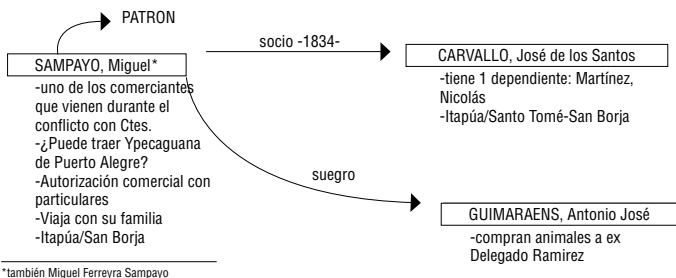 PATRON
SAMPAYO, Miguel*
-uno de los comerciantes
que vienen durante el
conflicto con Ctes.
-¿Puede traer Ypecaguana
de Puerto Alegre?
-Autorización comercial con
particulares
-Viaja con su familia
-Itapúa/San Borja
socio -1834-
CARVALLO, José de los Santos
-tiene 1 dependiente: Martínez,
Nicolás
-Itapúa/Santo Tomé-San Borja
suegro
GUIMARAENS, Antonio José
-compran animales a ex
Delegado Ramirez
*también Miguel Ferreyra Sampayo